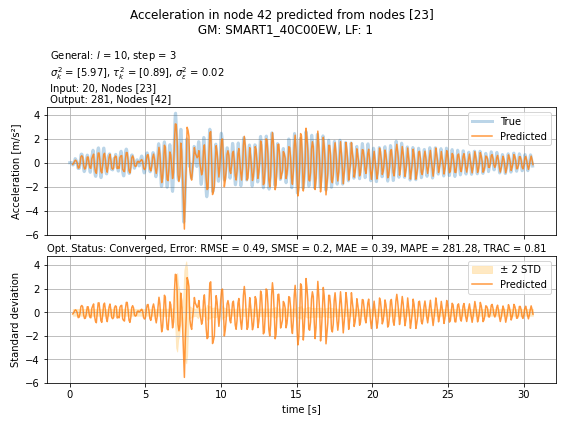 Acceleration in node 42 predicted from nodes [23]
GM: SMART1_40C00EW, LF: 1
General: l = 10, step = 3
σ²ₖ = [5.97], τ²ₖ = [0.89], σ²ε = 0.02
Input: 20, Nodes [23]
Output: 281, Nodes [42]
Acceleration [m/s²]
4
2
0
−2
−4
−6
True
Predicted
Opt. Status: Converged, Error: RMSE = 0.49, SMSE = 0.2, MAE = 0.39, MAPE = 281.28, TRAC = 0.81
Standard deviation
4
2
0
−2
−4
−6
± 2 STD
Predicted
0 5 10 15 20 25 30
time [s]